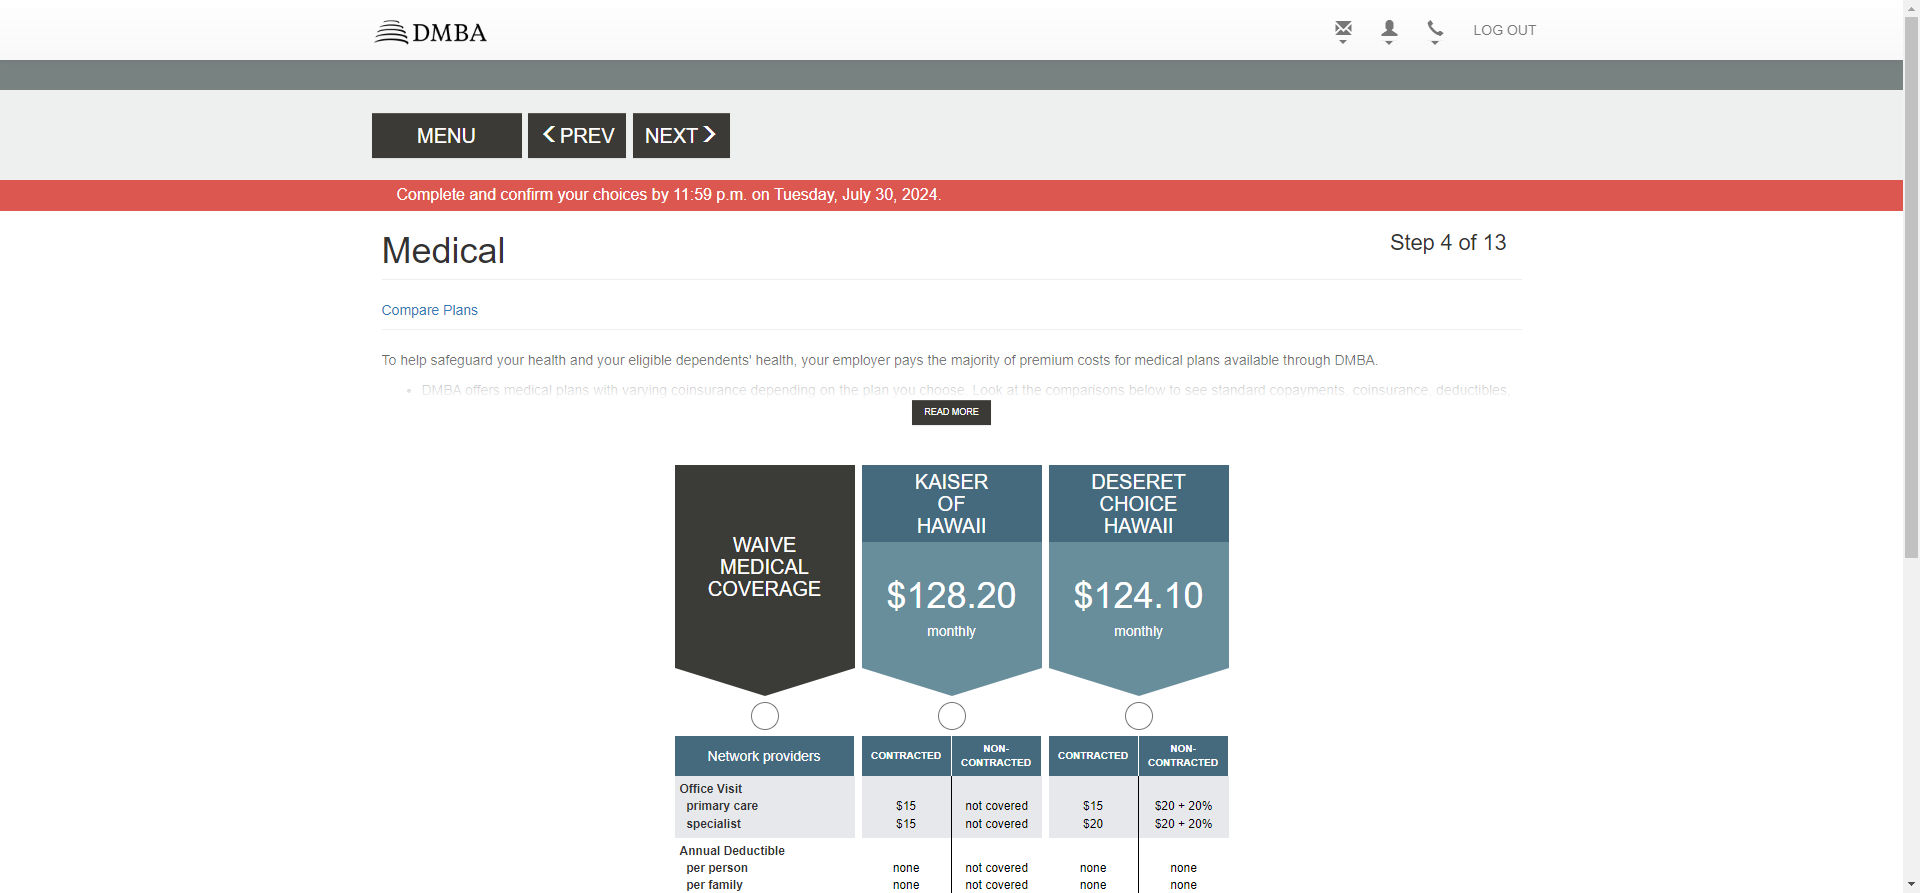 DMBA
LOG OUT
MENU
PREV
NEXT
Complete and confirm your choices by 11:59 p.m. on Tuesday, July 30, 2024.
Medical
Step 4 of 13
Compare Plans
To help safeguard your health and your eligible dependents' health, your employer pays the majority of premium costs for medical plans available through DMBA.
• DMBA offers medical plans with varying coinsurance depending on the plan you choose. Look at the comparisons below to see standard copayments, coinsurance, deductibles,
READ MORE
WAIVE
MEDICAL
COVERAGE
KAISER
OF
HAWAII
$128.20
monthly
DESERET
CHOICE
HAWAII
$124.10
monthly
Network providers CONTRACTED NON-CONTRACTED CONTRACTED NON-CONTRACTED
Office Visit
primary care $15 not covered $15 $20 + 20%
specialist $15 not covered $20 $20 + 20%
Annual Deductible
per person none not covered none none
per family none not covered none none